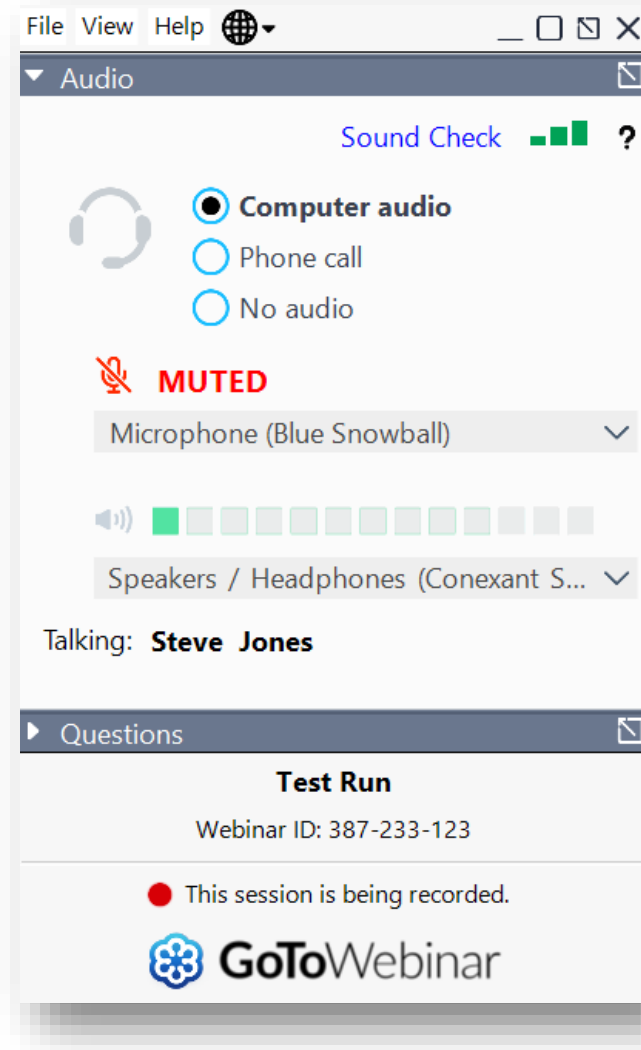 File View Help
Audio
Sound Check ?
Computer audio
Phone call
No audio
MUTED
Microphone (Blue Snowball)
Speakers / Headphones (Conexant S...
Talking: Steve Jones
Questions
Test Run
Webinar ID: 387-233-123
This session is being recorded.
GoToWebinar